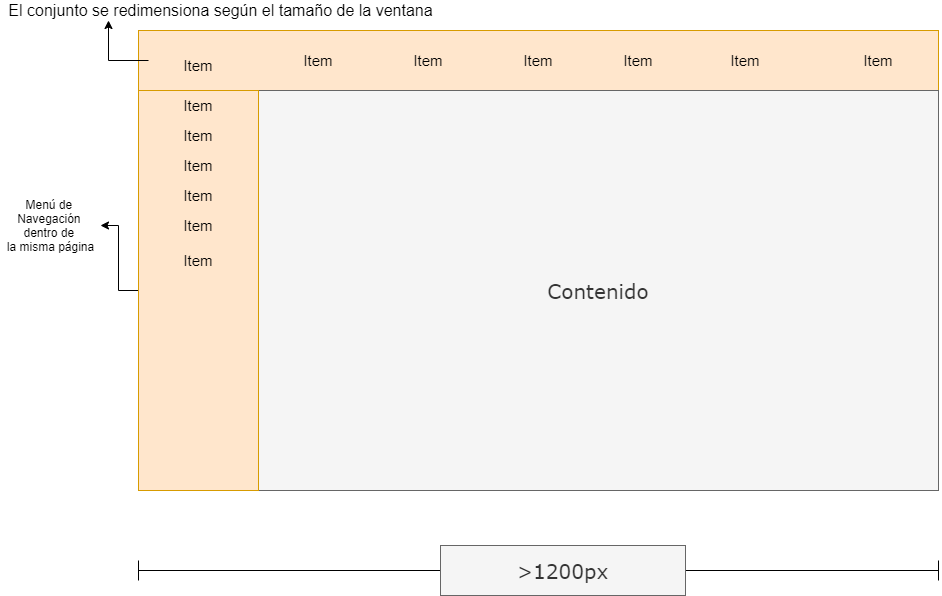 El conjunto se redimensiona según el tamaño de la ventana
Item Item Item Item Item Item Item
Item
Item
Item
Item
Item
Item
Menú de
Navegación
dentro de
la misma página
Contenido
>1200px